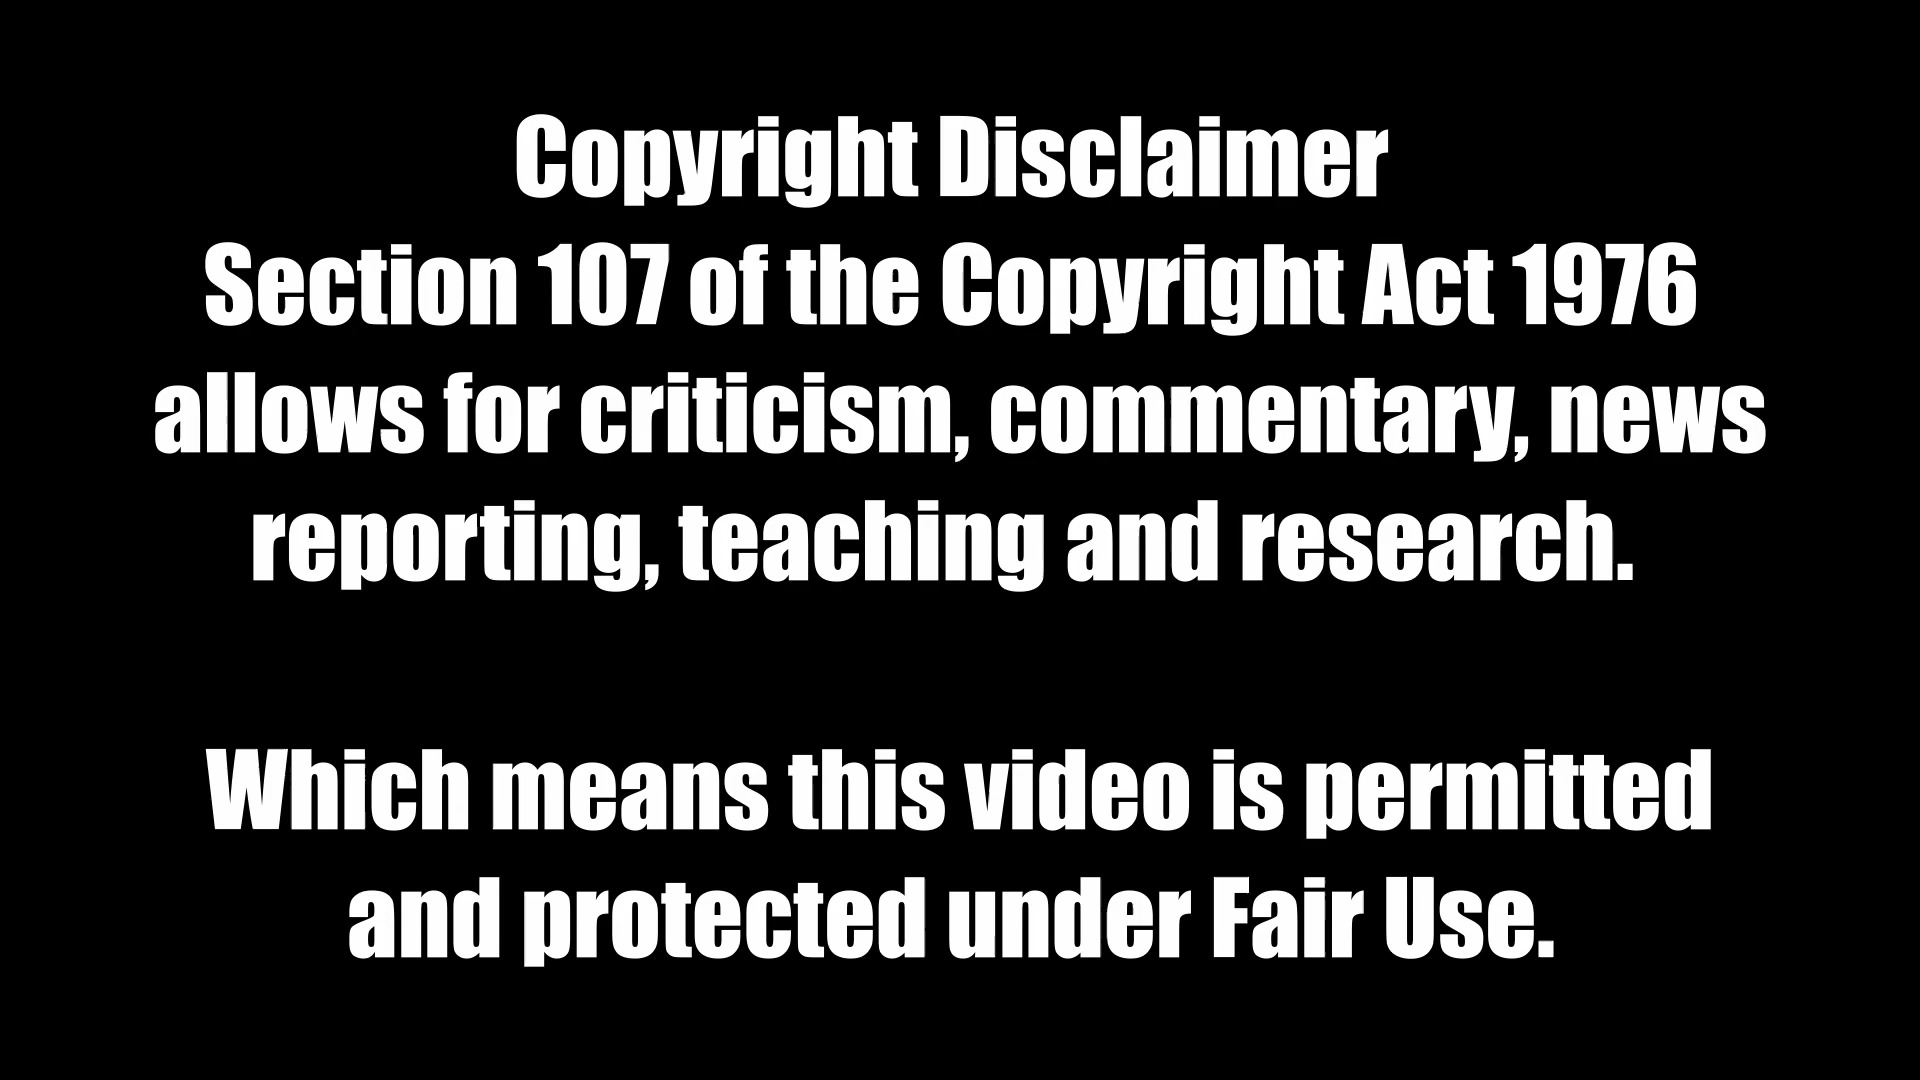 Copyright Disclaimer
Section 107 of the Copyright Act 1976
allows for criticism, commentary, news
reporting, teaching and research.
Which means this video is permitted
and protected under Fair Use.